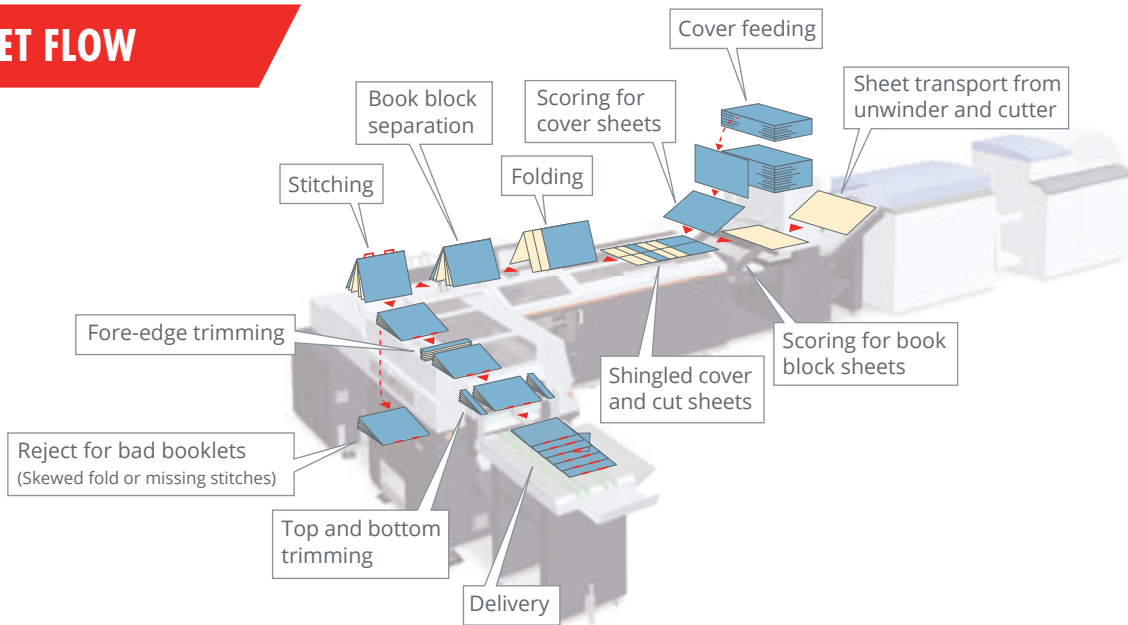 ET FLOW
Cover feeding
Sheet transport from
unwinder and cutter
Scoring for
cover sheets
Book block
separation
Folding
Stitching
Fore-edge trimming
Scoring for book
block sheets
Shingled cover
and cut sheets
Reject for bad booklets
(Skewed fold or missing stitches)
Top and bottom
trimming
Delivery